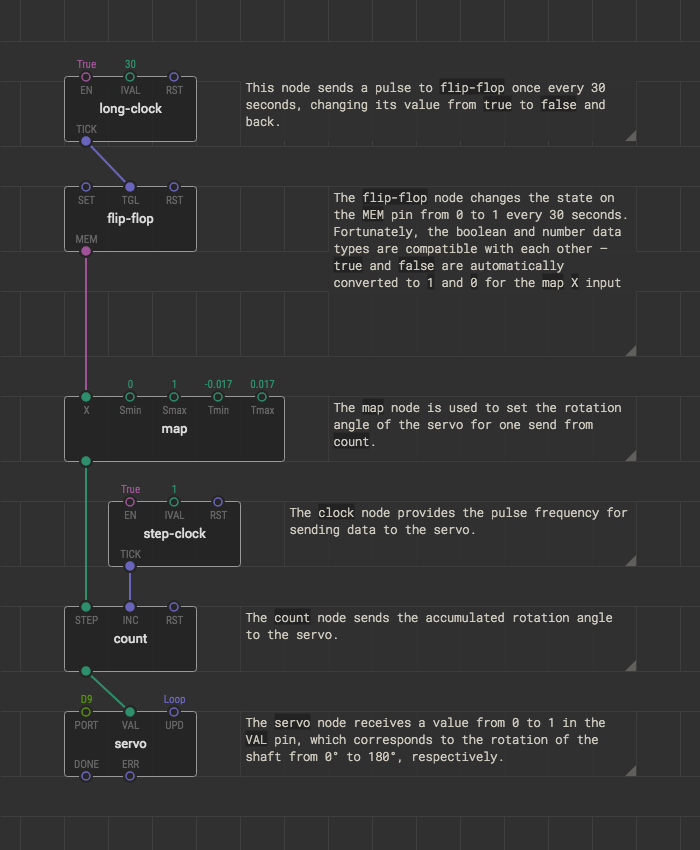 True 30
EN IVAL RST
long-clock
TICK
This node sends a pulse to flip-flop once every 30
seconds, changing its value from true to false and
back.
SET TGL RST
flip-flop
MEM
The flip-flop node changes the state on
the MEM pin from 0 to 1 every 30 seconds.
Fortunately, the boolean and number data
types are compatible with each other —
true and false are automatically
converted to 1 and 0 for the map X input
0 1 -0.017 0.017
X Smin Smax Tmin Tmax
map
The map node is used to set the rotation
angle of the servo for one send from
count.
True 1
EN IVAL RST
step-clock
TICK
The clock node provides the pulse frequency for
sending data to the servo.
STEP INC RST
count
The count node sends the accumulated rotation angle
to the servo.
D9 Loop
PORT VAL UPD
servo
DONE ERR
The servo node receives a value from 0 to 1 in the
VAL pin, which corresponds to the rotation of the
shaft from 0° to 180°, respectively.